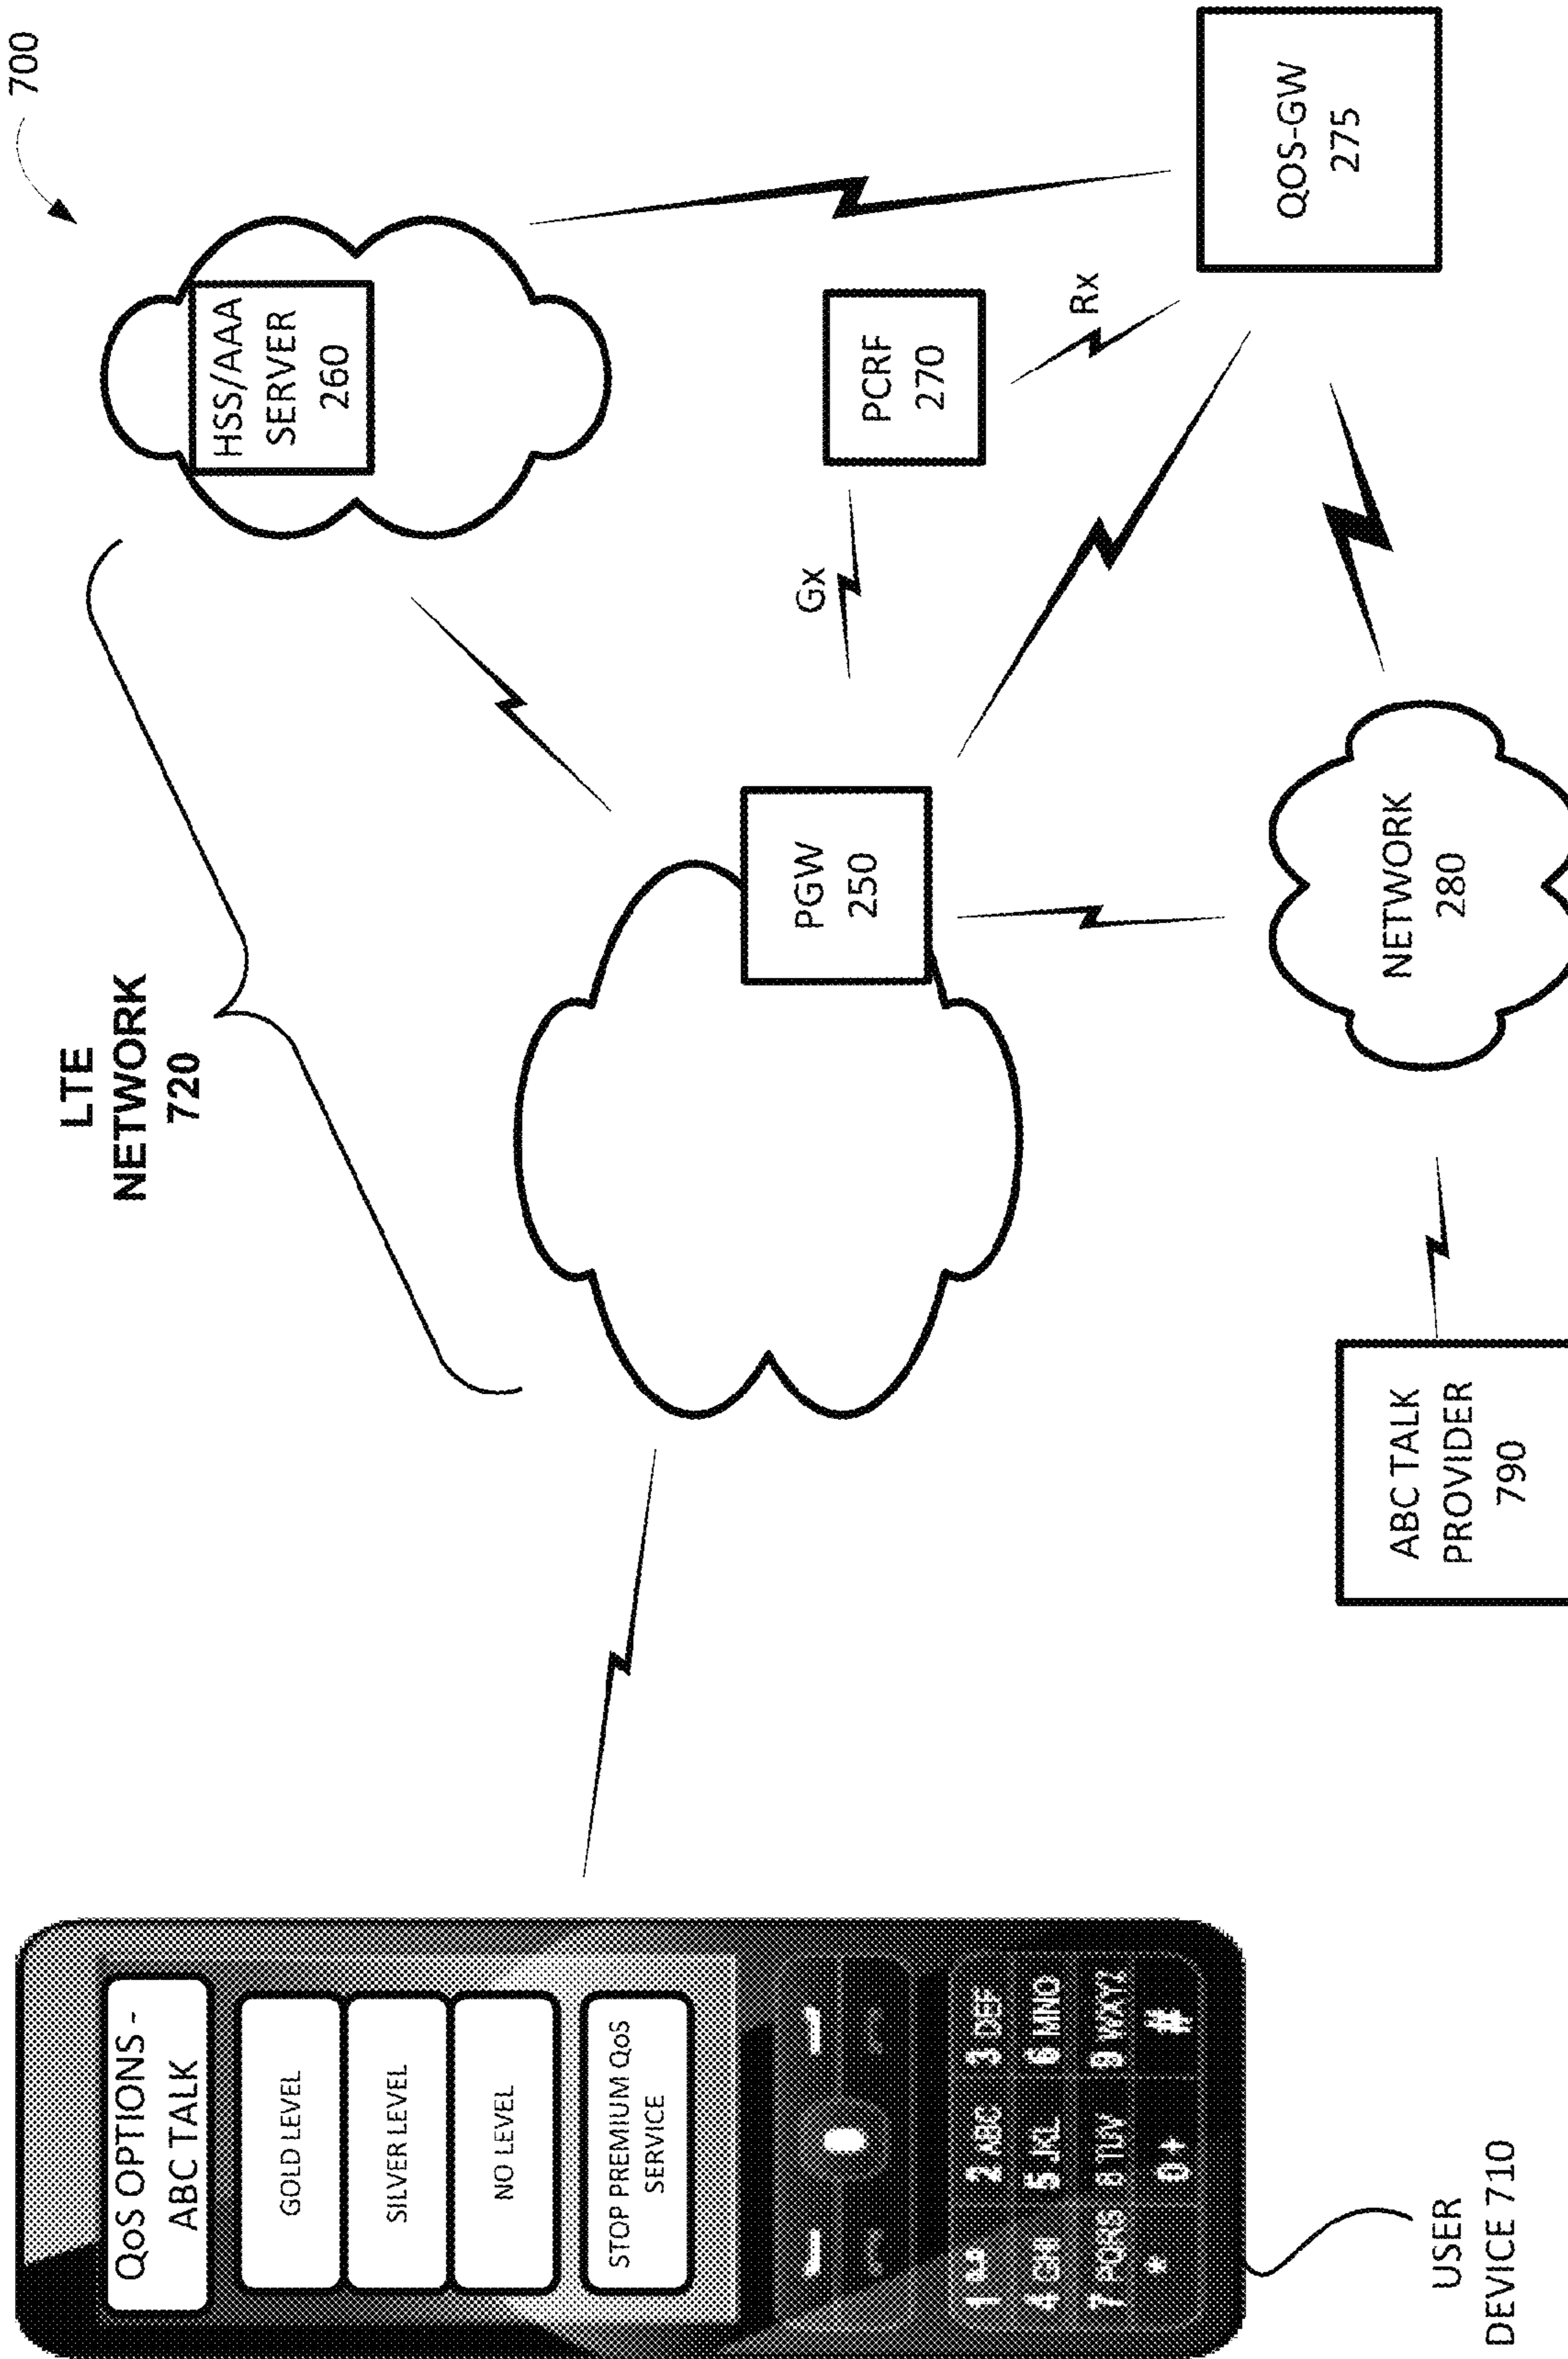 700
LTE
NETWORK
720
HSS/AAA
SERVER
260
QoS OPTIONS -
ABC TALK
GOLD LEVEL
SILVER LEVEL
NO LEVEL
STOP PREMIUM QoS
SERVICE
1
2 ABC
3 DEF
4 GHI
5 JKL
6 MNO
7 PQRS
8 TUV
9 WXYZ
*
0 +
#
USER
DEVICE 710
PGW
250
Gx
PCRF
270
Rx
QOS-GW
275
NETWORK
280
ABC TALK
PROVIDER
790